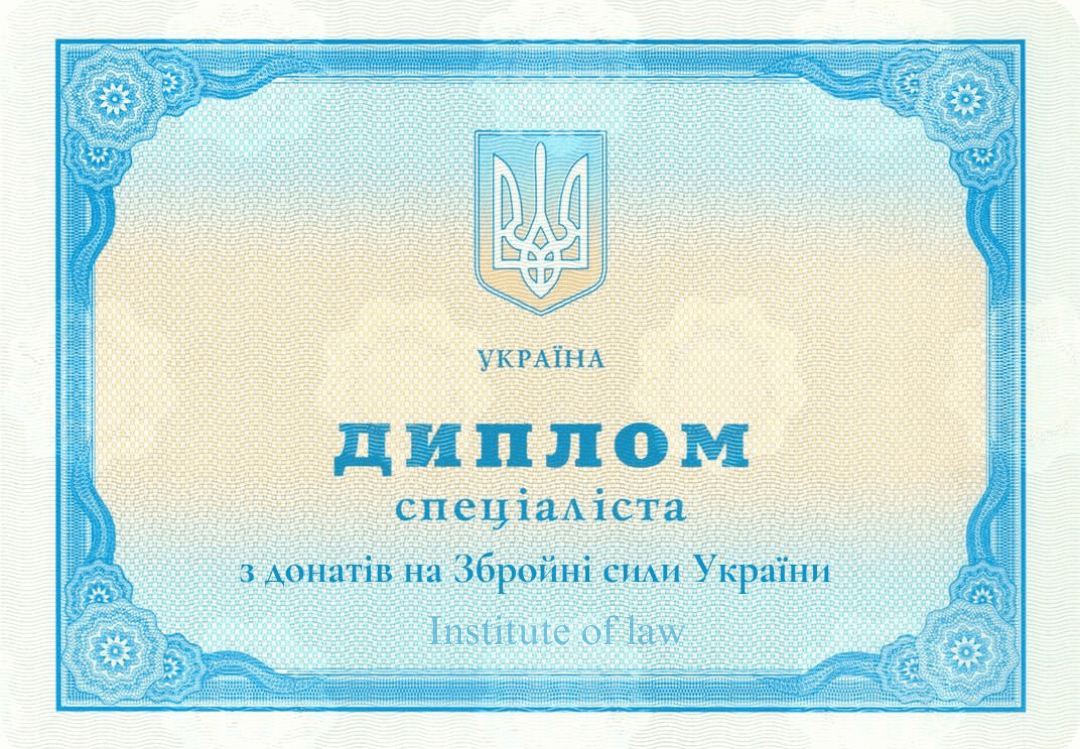 УКРАЇНА
ДИПЛОМ
спеціаліста
з донатів на Збройні сили України
Institute of law